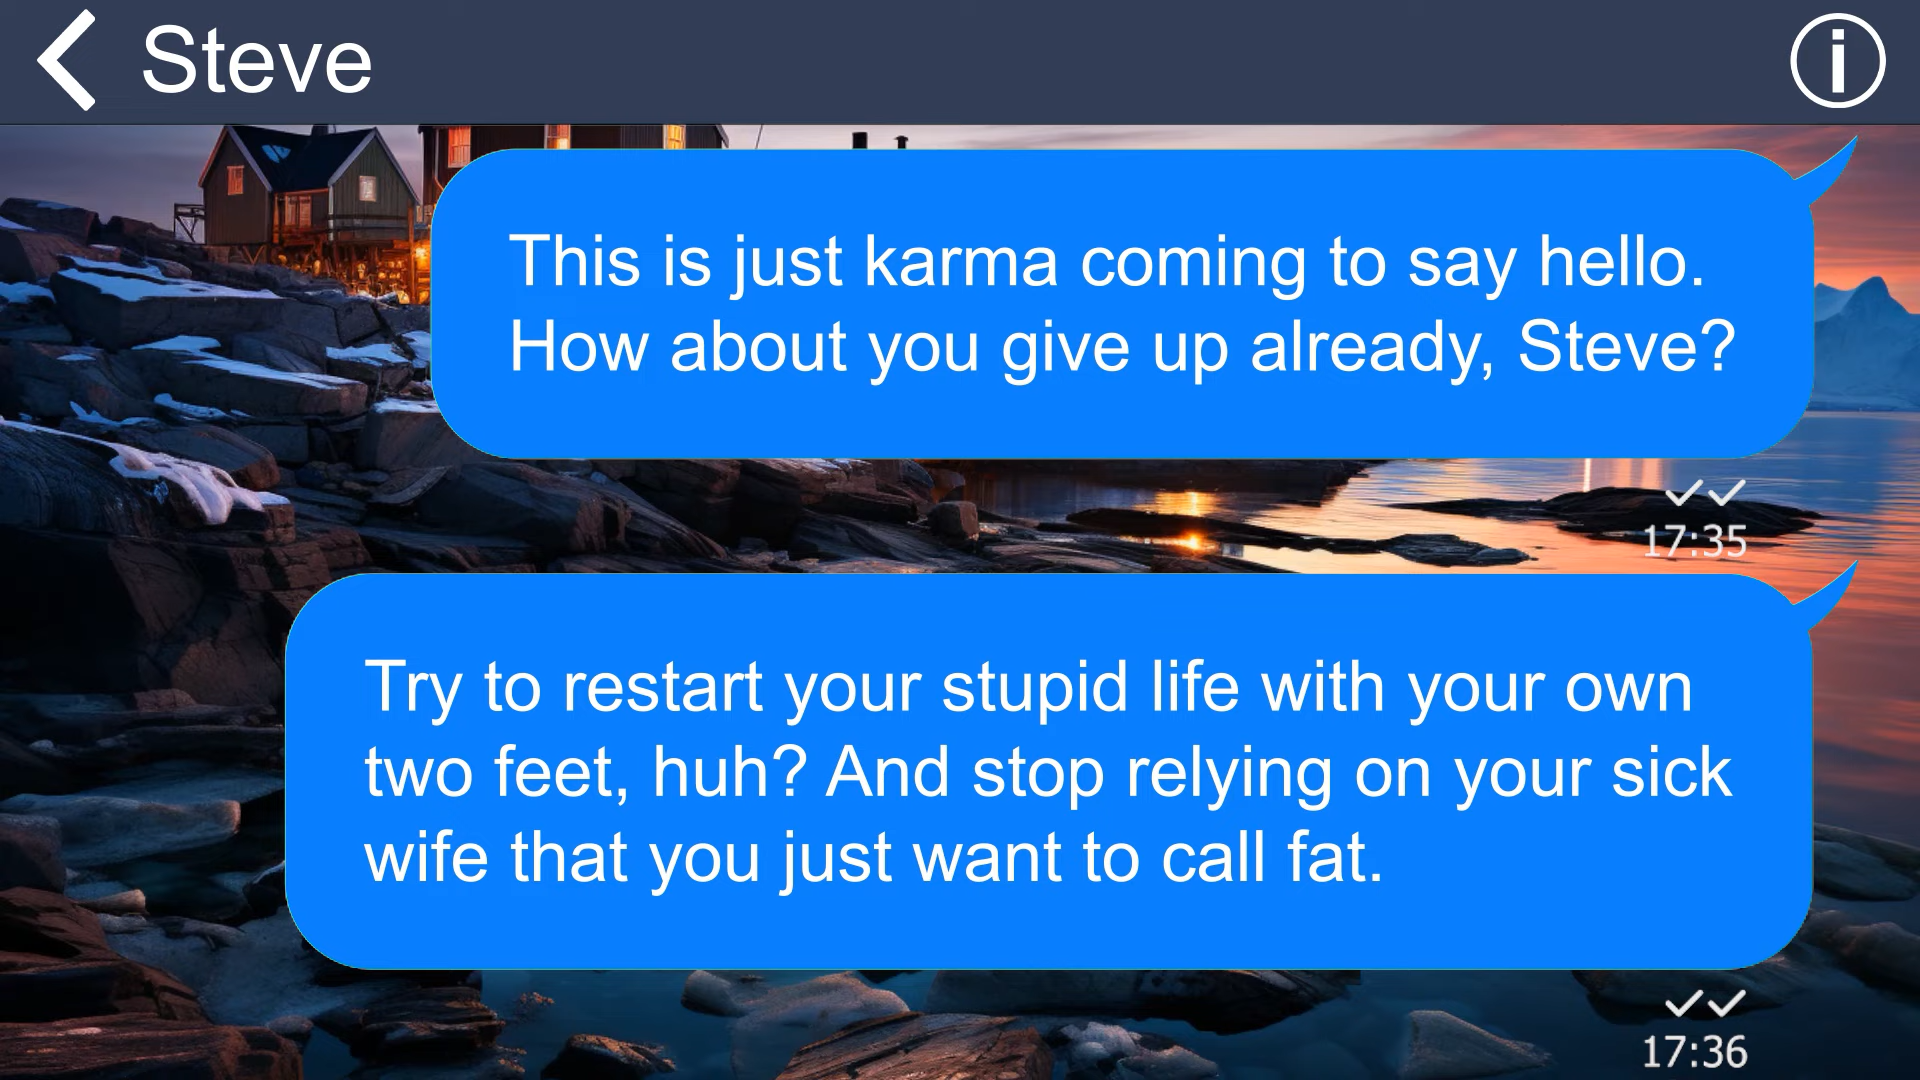 Steve
This is just karma coming to say hello.
How about you give up already, Steve?
17:35
Try to restart your stupid life with your own
two feet, huh? And stop relying on your sick
wife that you just want to call fat.
17:36